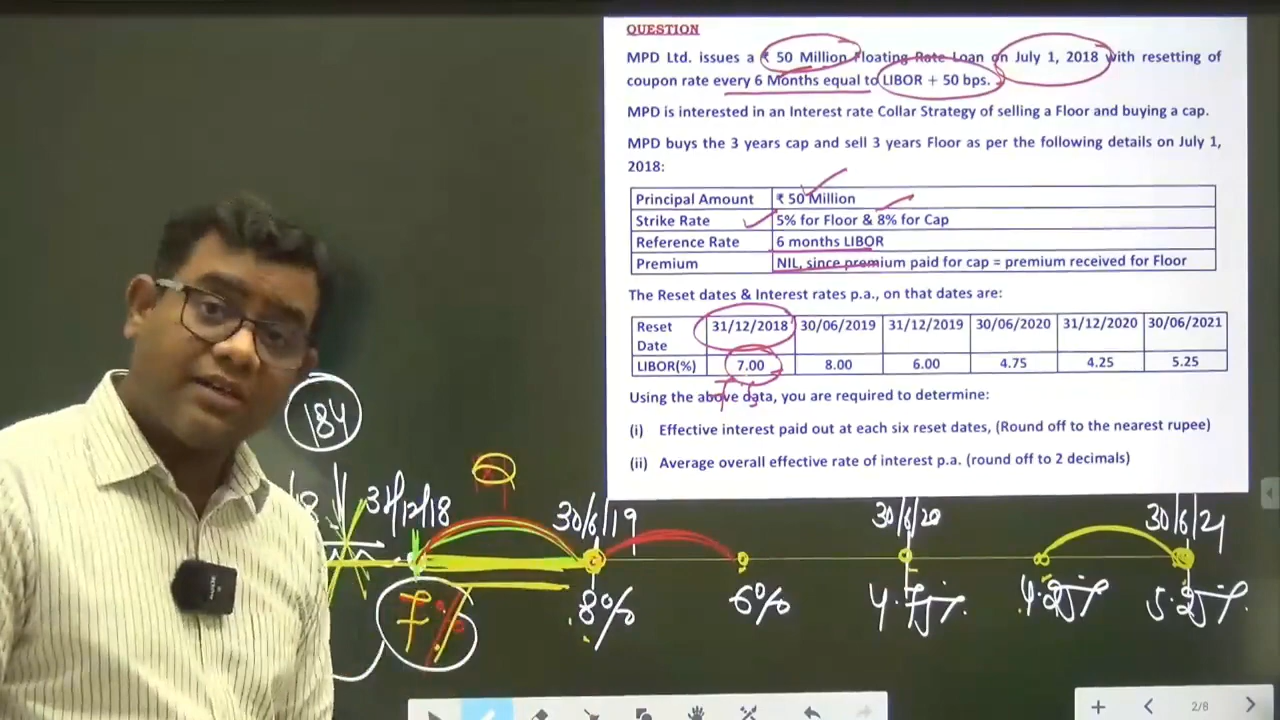 QUESTION
MPD Ltd. issues a ₹ 50 Million Floating Rate Loan on July 1, 2018 with resetting of
coupon rate every 6 Months equal to LIBOR + 50 bps.
MPD is interested in an Interest rate Collar Strategy of selling a Floor and buying a cap.
MPD buys the 3 years cap and sell 3 years Floor as per the following details on July 1,
2018:
Principal Amount ₹ 50 Million
Strike Rate 5% for Floor & 8% for Cap
Reference Rate 6 months LIBOR
Premium NIL, since premium paid for cap = premium received for Floor
The Reset dates & Interest rates p.a., on that dates are:
Reset Date 31/12/2018 30/06/2019 31/12/2019 30/06/2020 31/12/2020 30/06/2021
LIBOR(%) 7.00 8.00 6.00 4.75 4.25 5.25
Using the above data, you are required to determine:
(i) Effective interest paid out at each six reset dates, (Round off to the nearest rupee)
(ii) Average overall effective rate of interest p.a. (round off to 2 decimals)
184
31/12/18 30/6/19 30/6/20 30/6/21
7% 8% 6% 4.75% 4.25% 5.25%
2/8